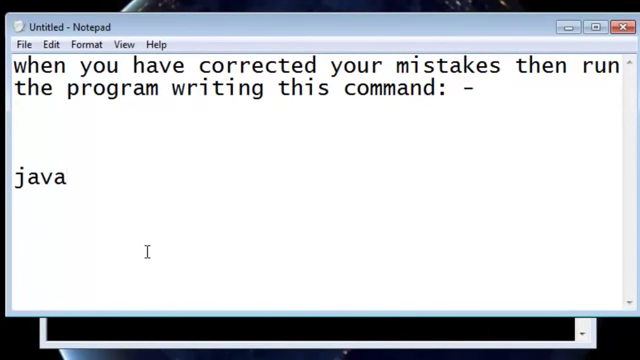 Untitled - Notepad
File Edit Format View Help
when you have corrected your mistakes then run
the program writing this command: -
java